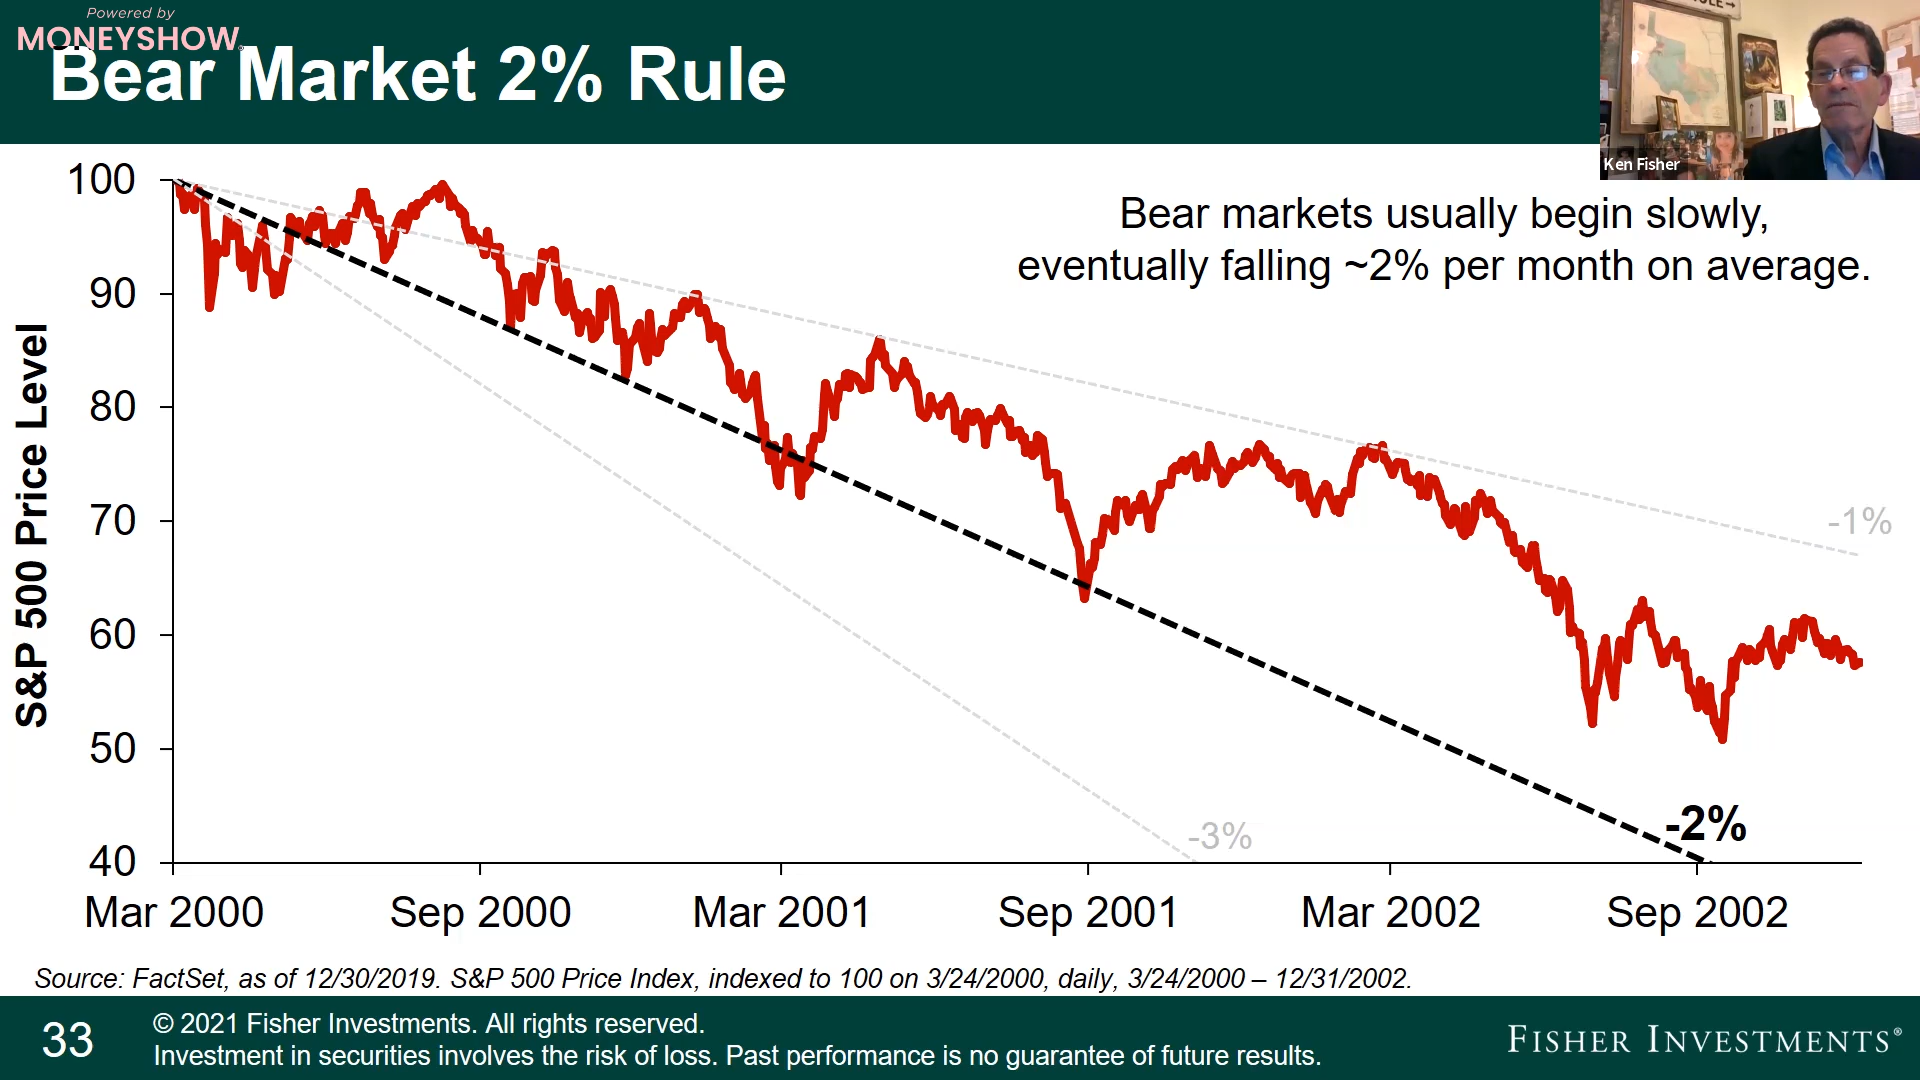 Powered by
MONEYSHOW
Bear Market 2% Rule
Ken Fisher
Bear markets usually begin slowly,
eventually falling ~2% per month on average.
S&P 500 Price Level
100
90
80
70
60
50
40
-1%
-2%
-3%
Mar 2000 Sep 2000 Mar 2001 Sep 2001 Mar 2002 Sep 2002
Source: FactSet, as of 12/30/2019. S&P 500 Price Index, indexed to 100 on 3/24/2000, daily, 3/24/2000 – 12/31/2002.
33
© 2021 Fisher Investments. All rights reserved.
Investment in securities involves the risk of loss. Past performance is no guarantee of future results.
FISHER INVESTMENTS®